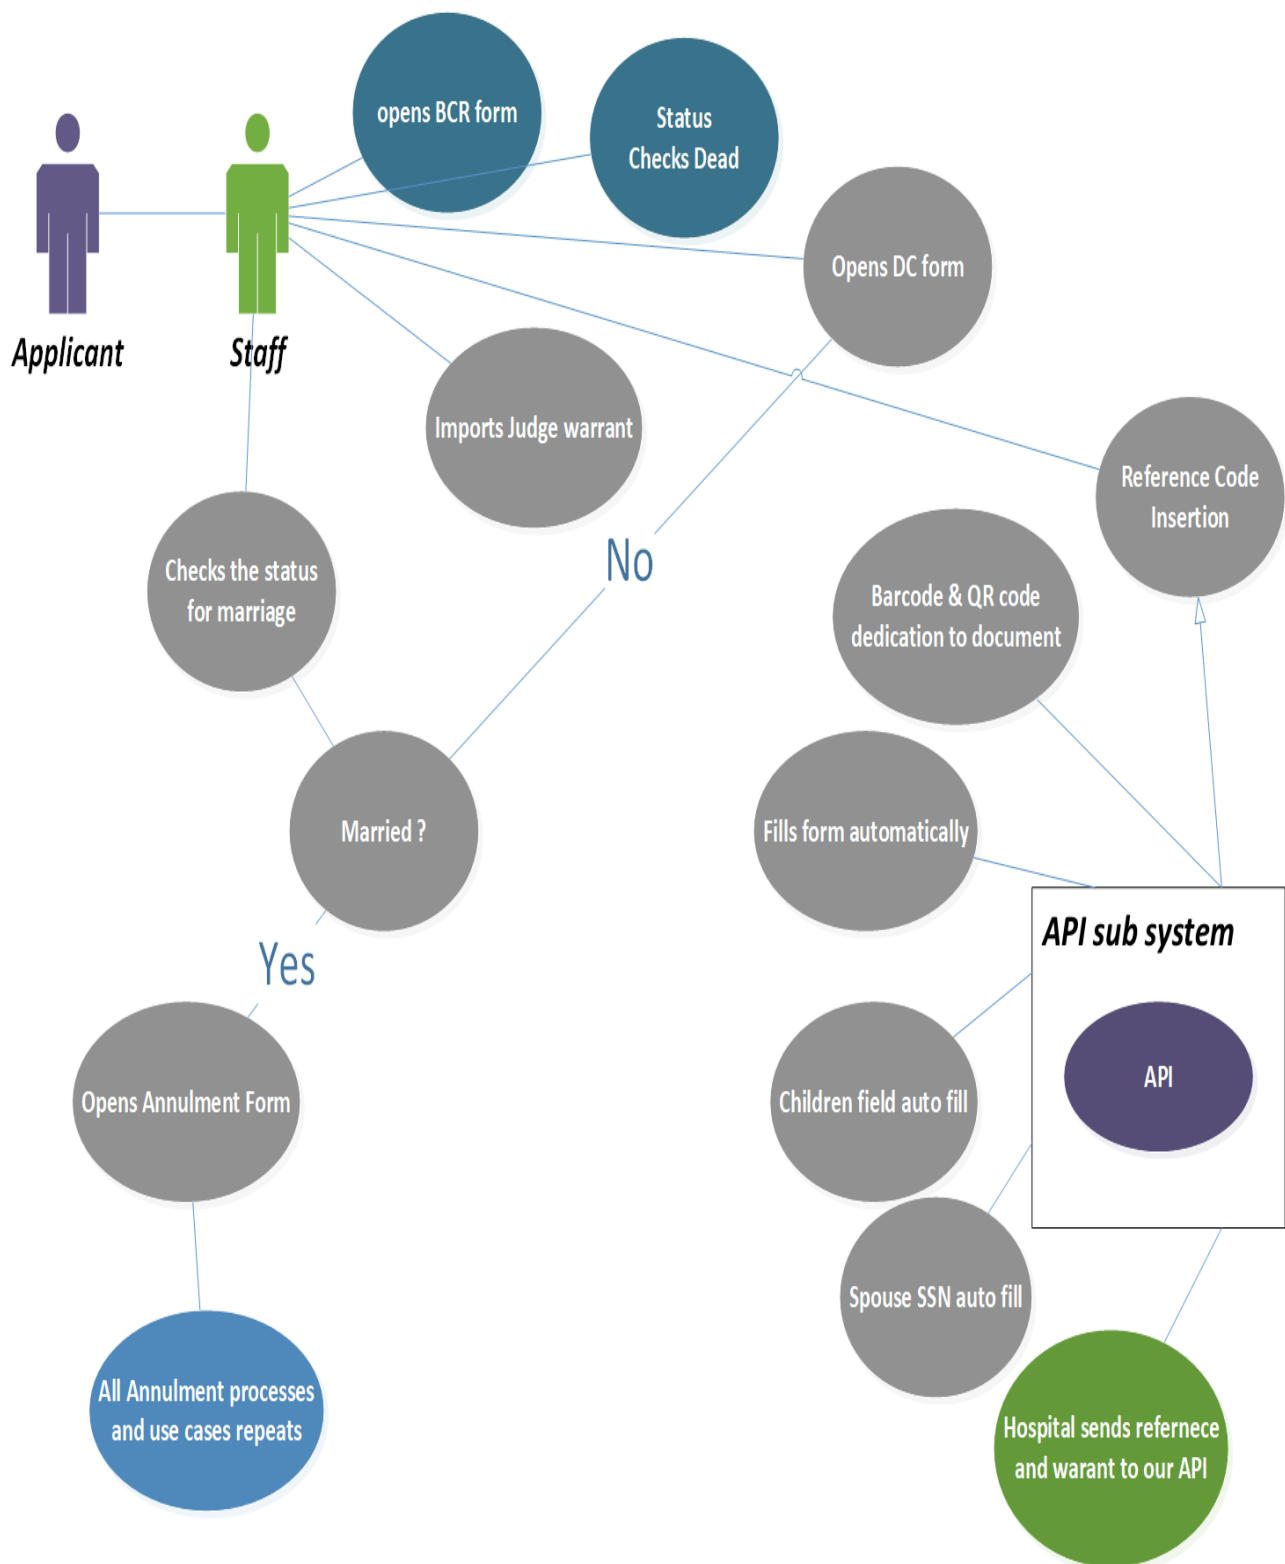 opens BCR form
Status
Checks Dead
Opens DC form
Applicant
Staff
Imports Judge warrant
Reference Code
Insertion
No
Checks the status
for marriage
Barcode & QR code
dedication to document
Married ?
Fills form automatically
API sub system
Yes
API
Opens Annulment Form
Children field auto fill
Spouse SSN auto fill
All Annulment processes
and use cases repeats
Hospital sends refernece
and warant to our API